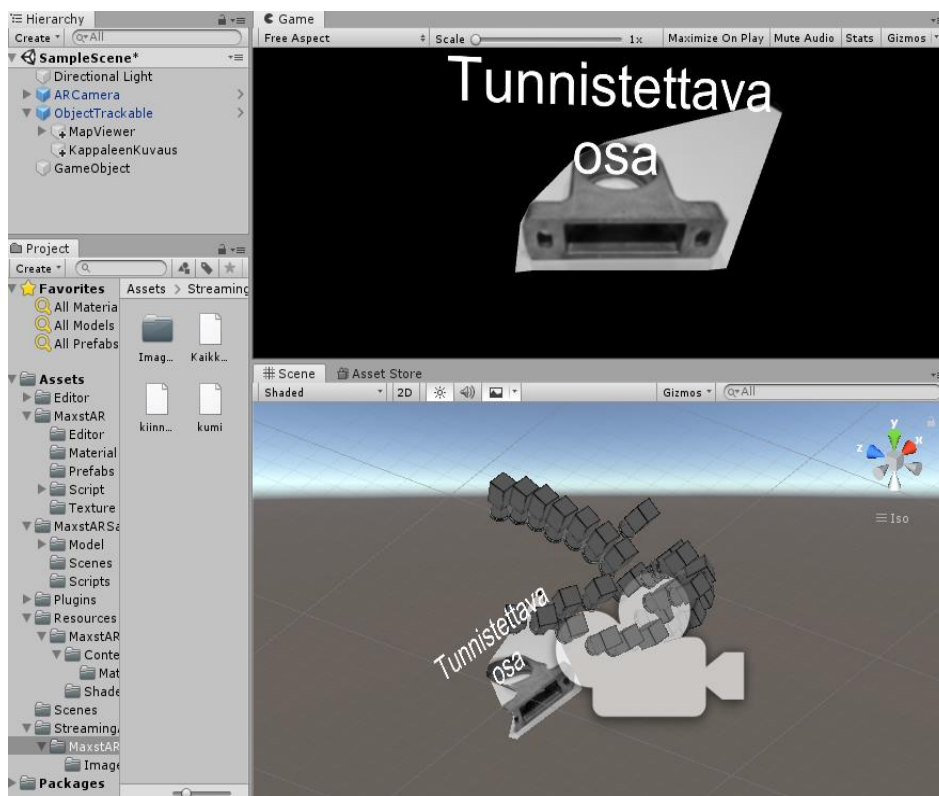 Hierarchy
Create
All
SampleScene*
Directional Light
ARCamera
ObjectTrackable
MapViewer
KappaleenKuvaus
GameObject
Project
Create
Favorites
All Materia
All Models
All Prefabs
Assets
Editor
MaxstAR
Editor
Material
Prefabs
Script
Texture
MaxstARSa
Model
Scenes
Scripts
Plugins
Resources
MaxstAR
Conte
Mat
Shade
Scenes
Streaming
MaxstAR
Image
Packages
Assets > Streaming
Imag... Kaikk...
kiinn... kumi
Game
Free Aspect Scale 1x Maximize On Play Mute Audio Stats Gizmos
Tunnistettava
osa
Scene Asset Store
Shaded 2D Gizmos All
y
z x
Iso
Tunnistettava
osa